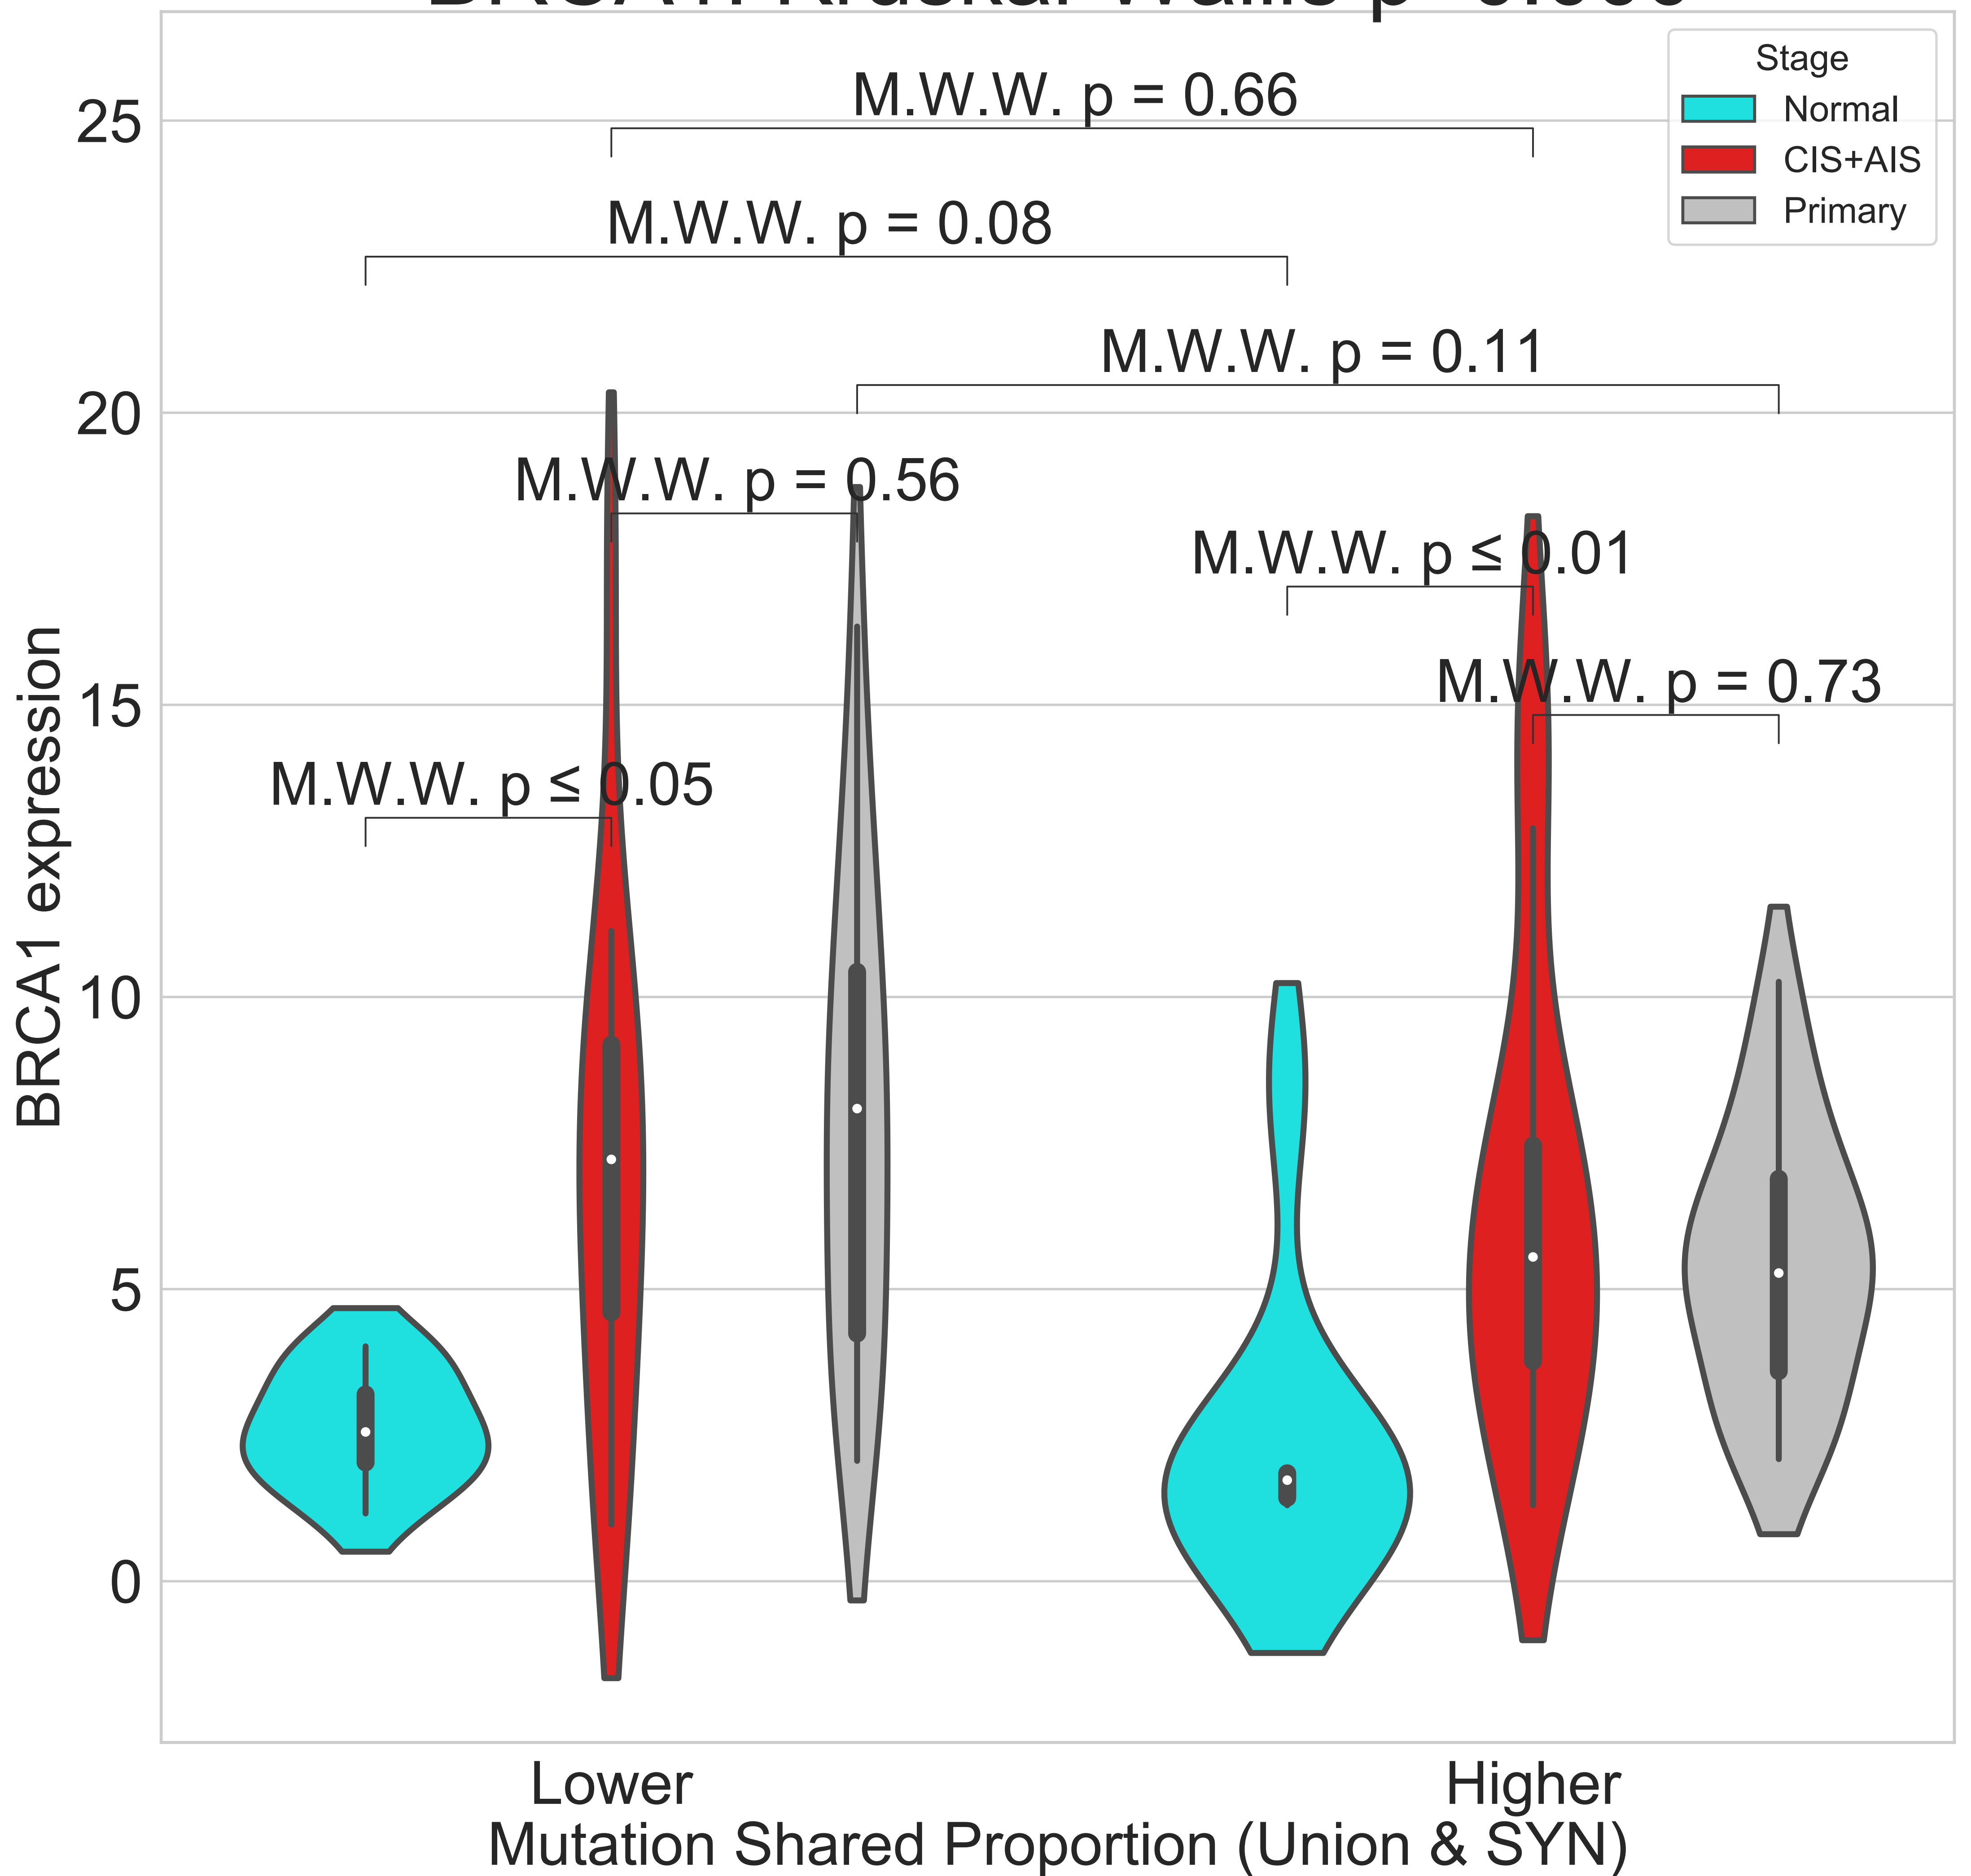 Stage
Normal
CIS+AIS
Primary
M.W.W. p = 0.66
M.W.W. p = 0.08
M.W.W. p = 0.11
M.W.W. p = 0.56
M.W.W. p ≤ 0.01
M.W.W. p = 0.73
M.W.W. p ≤ 0.05
25
20
15
10
5
0
BRCA1 expression
Lower
Higher
Mutation Shared Proportion (Union & SYN)